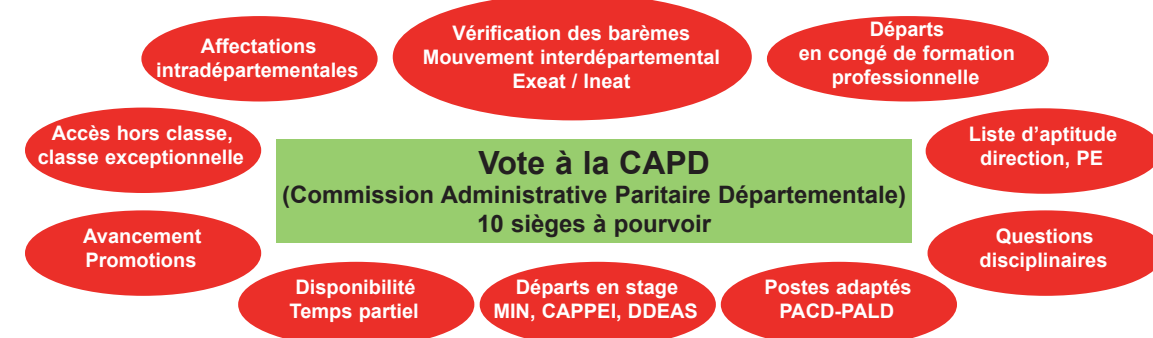 Affectations
intradépartementales
Vérification des barèmes
Mouvement interdépartemental
Exeat / Ineat
Départs
en congé de formation
professionnelle
Accès hors classe,
classe exceptionnelle
Vote à la CAPD
(Commission Administrative Paritaire Départementale)
10 sièges à pourvoir
Liste d’aptitude
direction, PE
Avancement
Promotions
Questions
disciplinaires
Disponibilité
Temps partiel
Départs en stage
MIN, CAPPEI, DDEAS
Postes adaptés
PACD-PALD